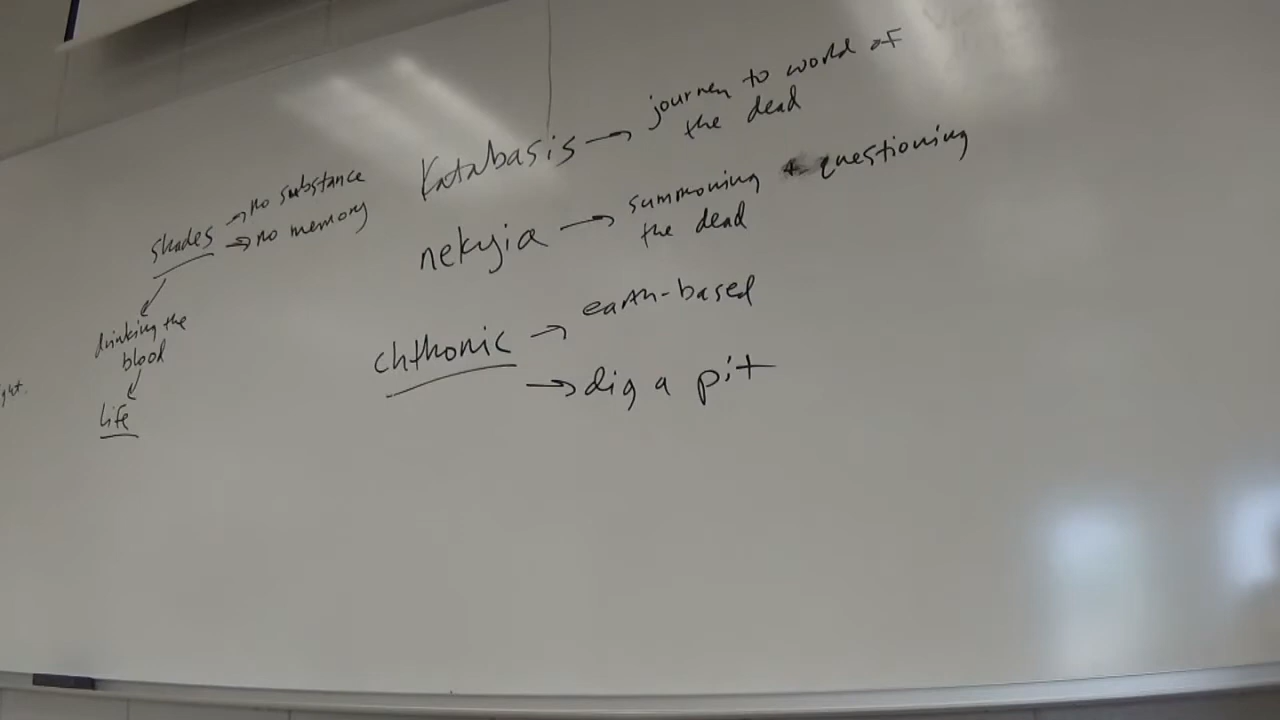 Katabasis → journey to world of
the dead
nekyia → summoning + questioning
the dead
chthonic → earth-based
→ dig a pit
shades → no substance
→ no memory
drinking the
blood
life